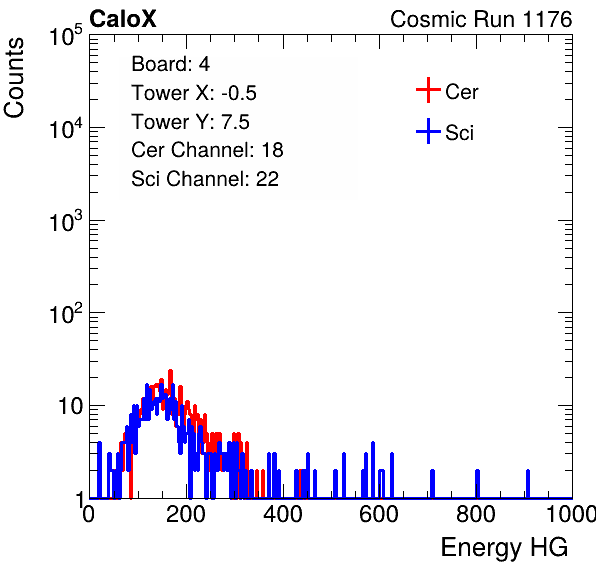 CaloX
Cosmic Run 1176
Counts
10^5
10^4
10^3
10^2
10
1
Board: 4
Tower X: -0.5
Tower Y: 7.5
Cer Channel: 18
Sci Channel: 22
Cer
Sci
0 200 400 600 800 1000
Energy HG